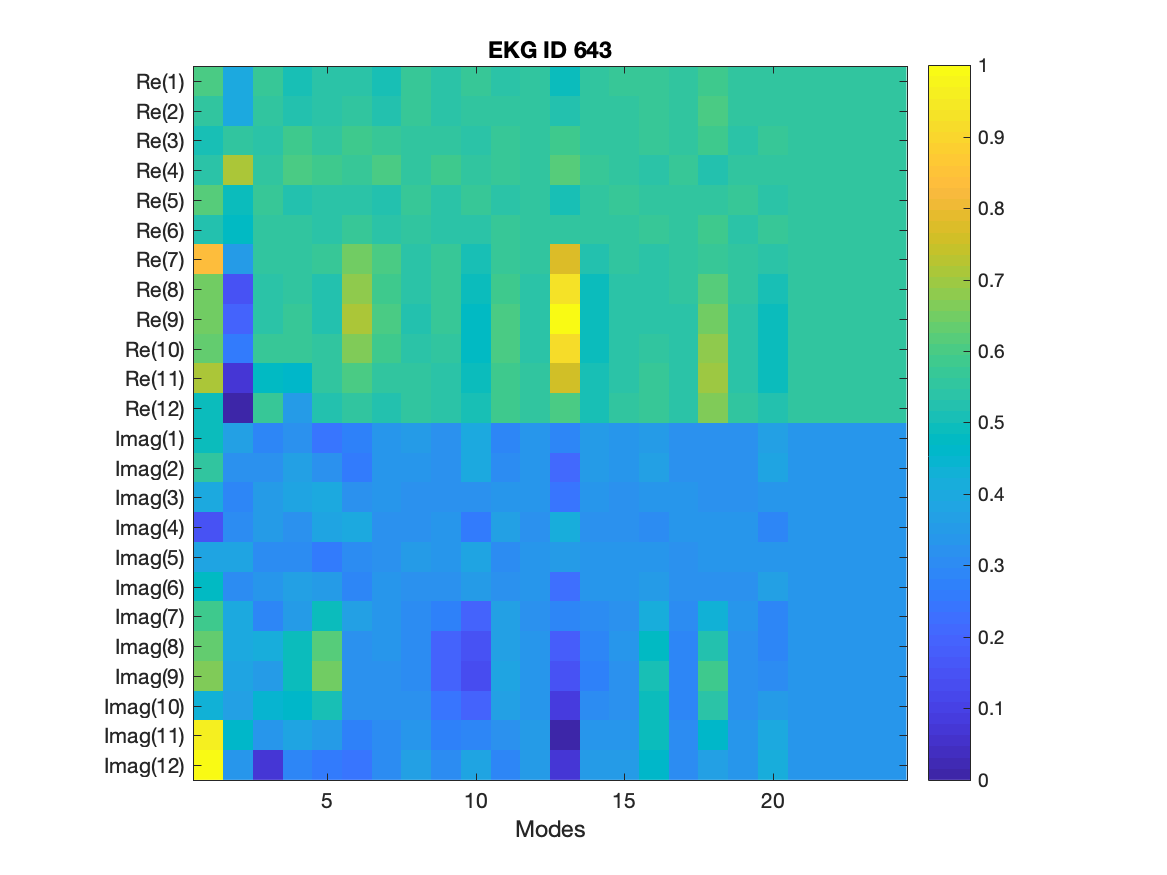 EKG ID 643
Re(1)
Re(2)
Re(3)
Re(4)
Re(5)
Re(6)
Re(7)
Re(8)
Re(9)
Re(10)
Re(11)
Re(12)
Imag(1)
Imag(2)
Imag(3)
Imag(4)
Imag(5)
Imag(6)
Imag(7)
Imag(8)
Imag(9)
Imag(10)
Imag(11)
Imag(12)
5 10 15 20
Modes
1
0.9
0.8
0.7
0.6
0.5
0.4
0.3
0.2
0.1
0